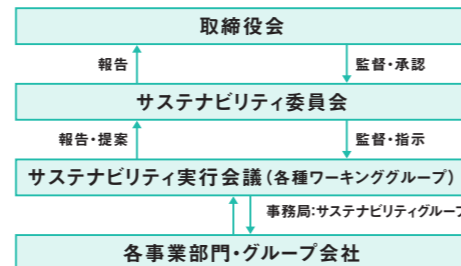 取締役会
報告
監督・承認
サステナビリティ委員会
報告・提案
監督・指示
サステナビリティ実行会議（各種ワーキンググループ）
事務局：サステナビリティグループ
各事業部門・グループ会社